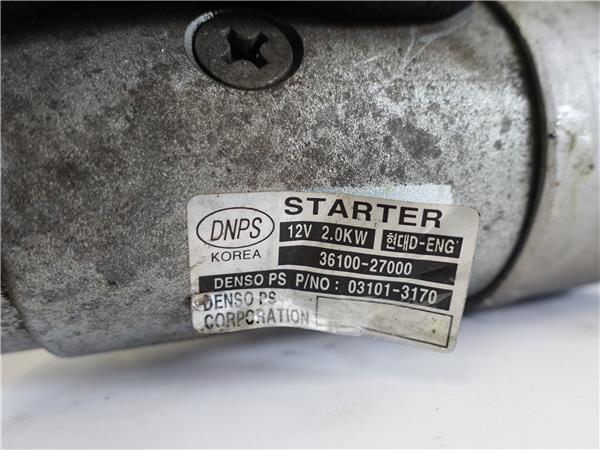 STARTER
DNPS
KOREA
12V 2.0KW 현대D-ENG'
36100-27000
DENSO PS P/NO : 03101-3170
DENSO PS
CORPORATION